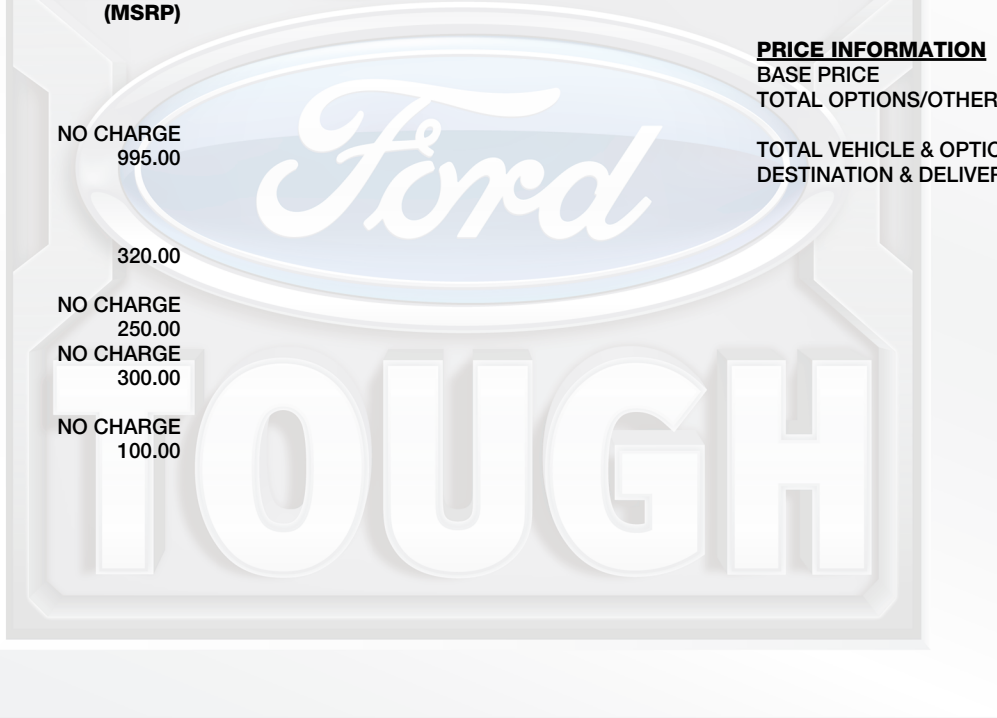 (MSRP)
NO CHARGE
995.00
320.00
NO CHARGE
250.00
NO CHARGE
300.00
NO CHARGE
100.00
PRICE INFORMATION
BASE PRICE
TOTAL OPTIONS/OTHER
TOTAL VEHICLE & OPTIO
DESTINATION & DELIVER
Ford
TOUGH